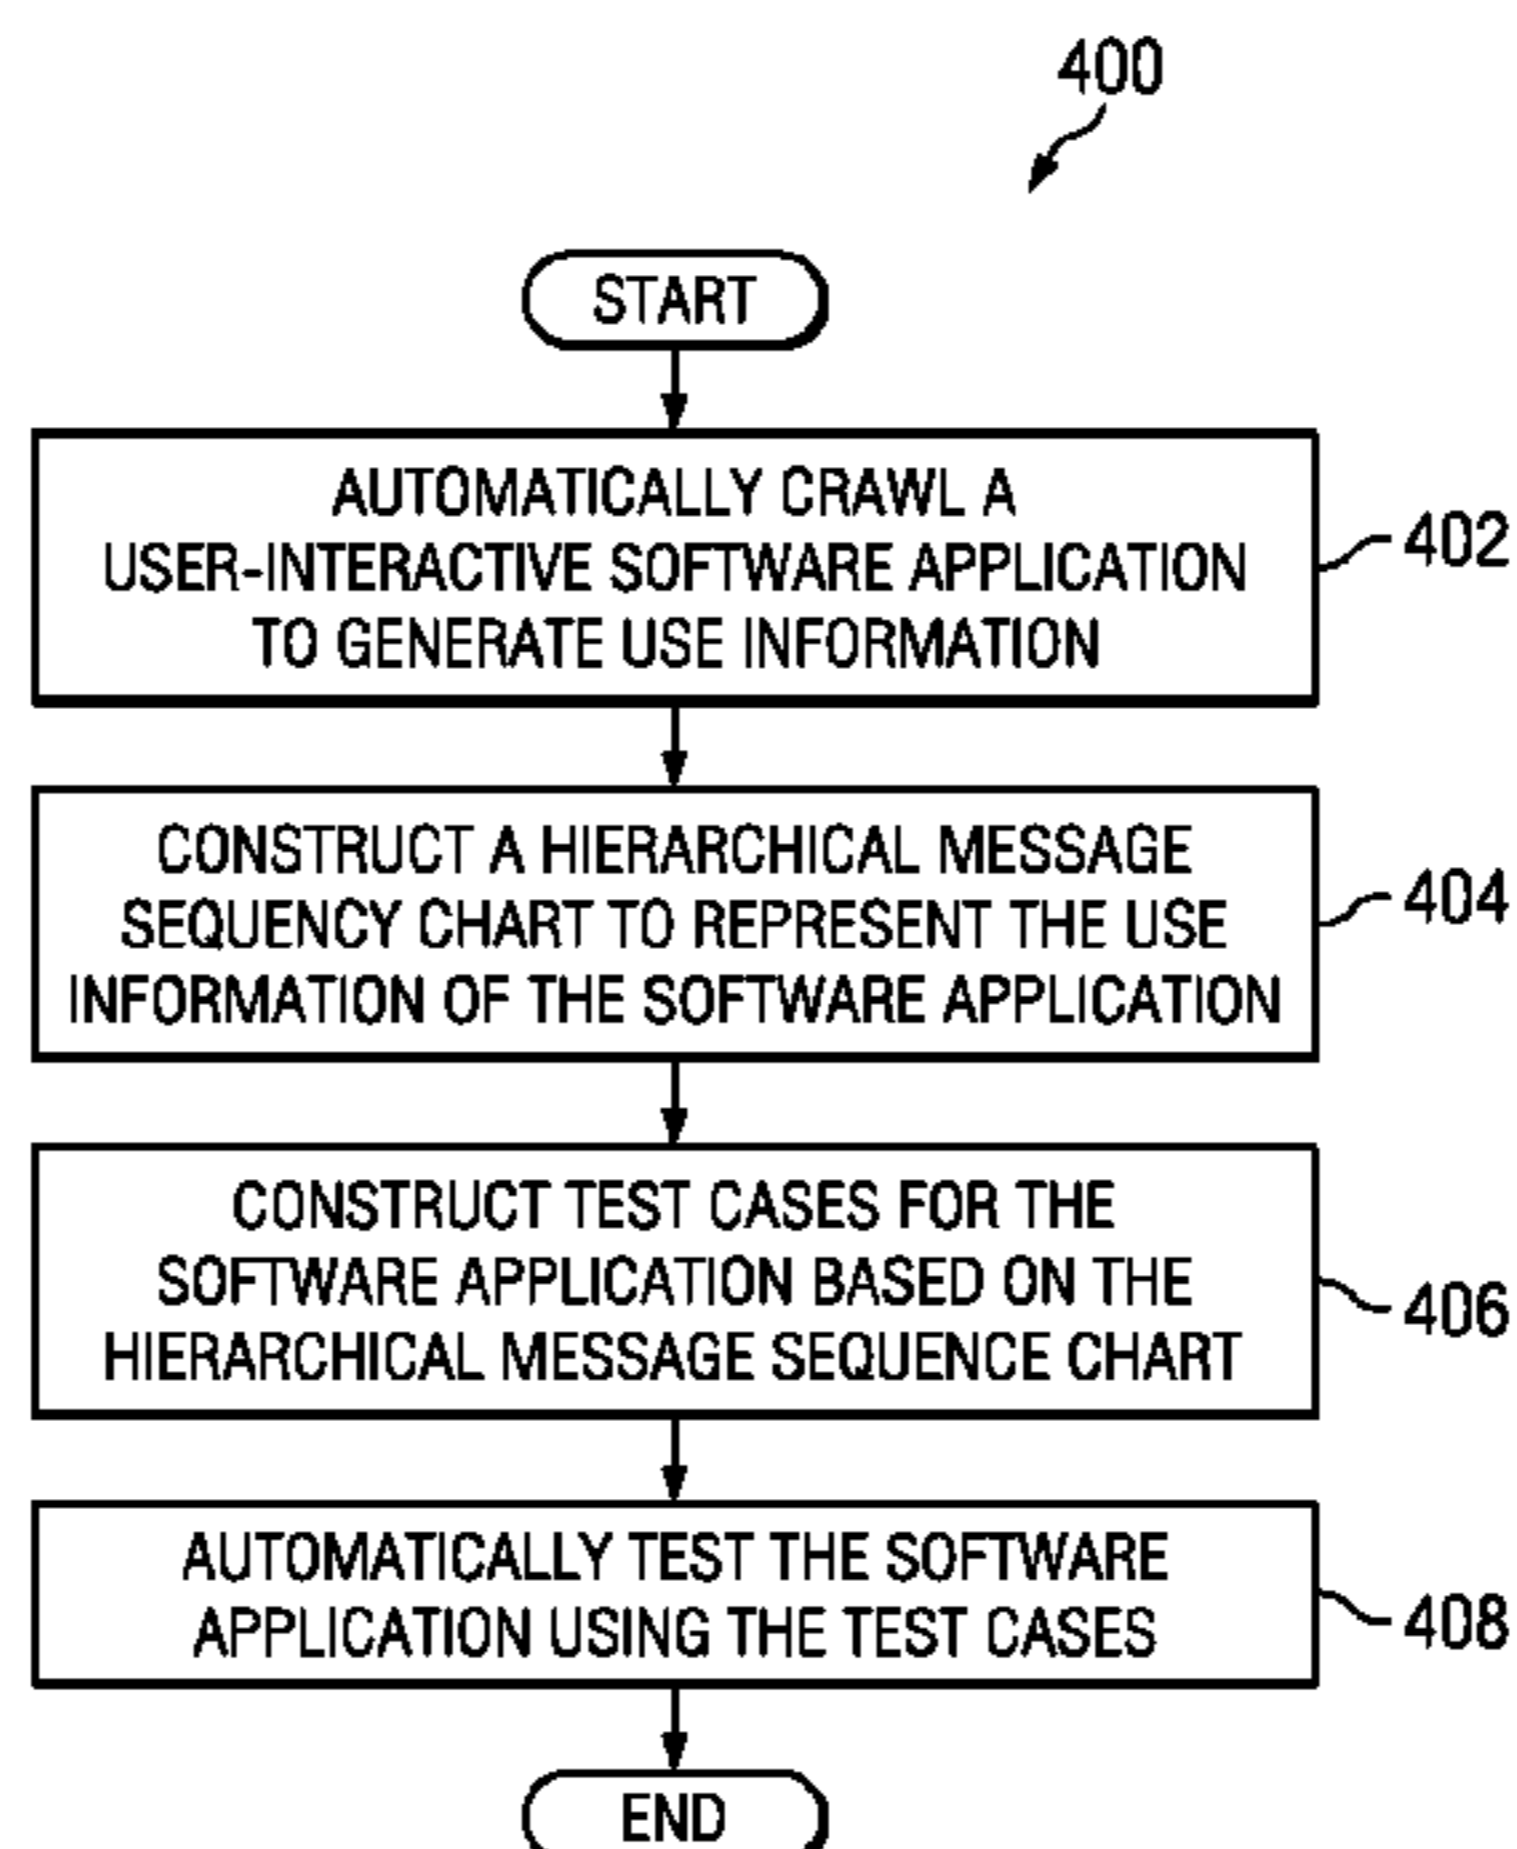 400
START
AUTOMATICALLY CRAWL A
USER-INTERACTIVE SOFTWARE APPLICATION
TO GENERATE USE INFORMATION
402
CONSTRUCT A HIERARCHICAL MESSAGE
SEQUENCY CHART TO REPRESENT THE USE
INFORMATION OF THE SOFTWARE APPLICATION
404
CONSTRUCT TEST CASES FOR THE
SOFTWARE APPLICATION BASED ON THE
HIERARCHICAL MESSAGE SEQUENCE CHART
406
AUTOMATICALLY TEST THE SOFTWARE
APPLICATION USING THE TEST CASES
408
END